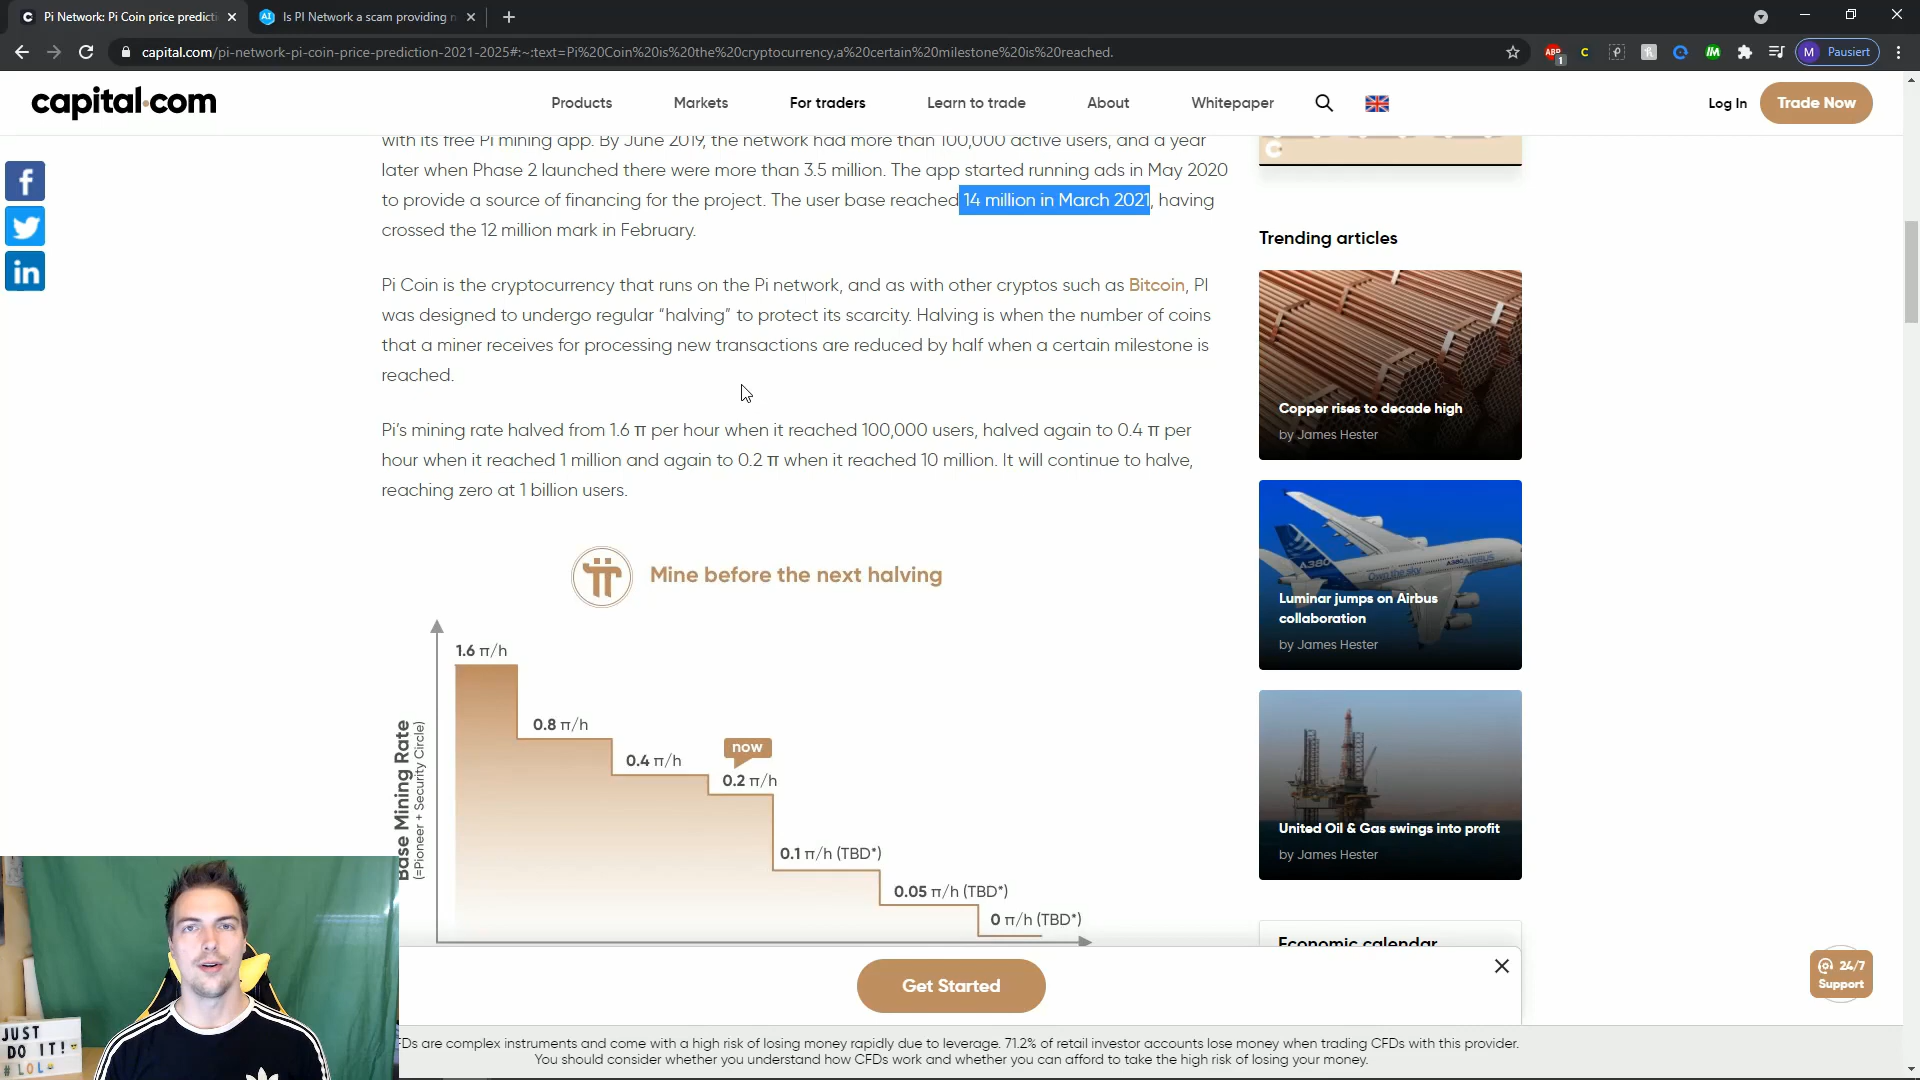 Pi Network: Pi Coin price predicti
Is PI Network a scam providing
capital.com/pi-network-pi-coin-price-prediction-2021-2025#:~:text=Pi%20Coin%20is%20the%20cryptocurrency,a%20certain%20milestone%20is%20reached.
ABP
1
M
Pausiert
capital.com
Products
Markets
For traders
Learn to trade
About
Whitepaper
Log In
Trade Now
with its free Pi mining app. By June 2019, the network had more than 100,000 active users, and a year
later when Phase 2 launched there were more than 3.5 million. The app started running ads in May 2020
to provide a source of financing for the project. The user base reached 14 million in March 2021, having
crossed the 12 million mark in February.
Pi Coin is the cryptocurrency that runs on the Pi network, and as with other cryptos such as Bitcoin, PI
was designed to undergo regular “halving” to protect its scarcity. Halving is when the number of coins
that a miner receives for processing new transactions are reduced by half when a certain milestone is
reached.
Pi’s mining rate halved from 1.6 π per hour when it reached 100,000 users, halved again to 0.4 π per
hour when it reached 1 million and again to 0.2 π when it reached 10 million. It will continue to halve,
reaching zero at 1 billion users.
Mine before the next halving
1.6 π/h
0.8 π/h
0.4 π/h
now
0.2 π/h
0.1 π/h (TBD*)
0.05 π/h (TBD*)
0 π/h (TBD*)
Base Mining Rate
(=Pioneer + Security Circle)
Trending articles
Copper rises to decade high
by James Hester
A380
Own the sky
AIRBUS
Luminar jumps on Airbus
collaboration
by James Hester
United Oil & Gas swings into profit
by James Hester
Economic calendar
Get Started
24/7
Support
FDs are complex instruments and come with a high risk of losing money rapidly due to leverage. 71.2% of retail investor accounts lose money when trading CFDs with this provider.
You should consider whether you understand how CFDs work and whether you can afford to take the high risk of losing your money.
JUST
DO IT!
#LOL